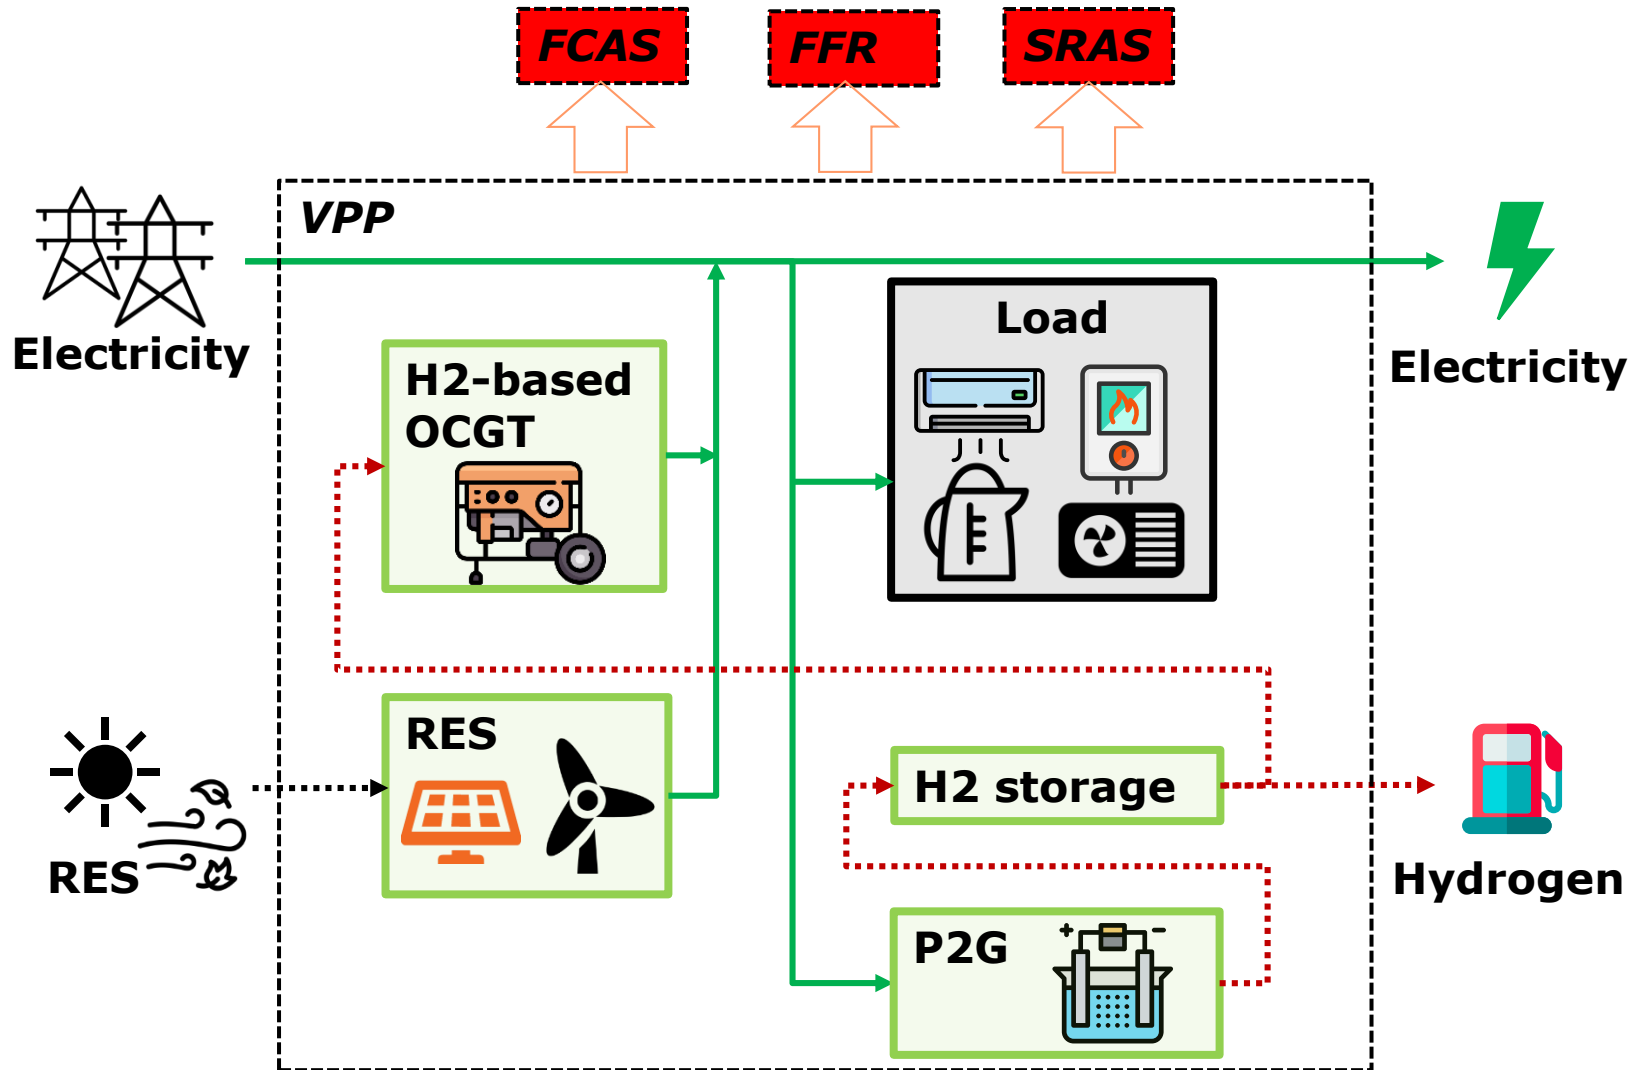 FCAS
FFR
SRAS
VPP
Electricity
Load
Electricity
H2-based
OCGT
RES
H2 storage
RES
Hydrogen
P2G
+ −